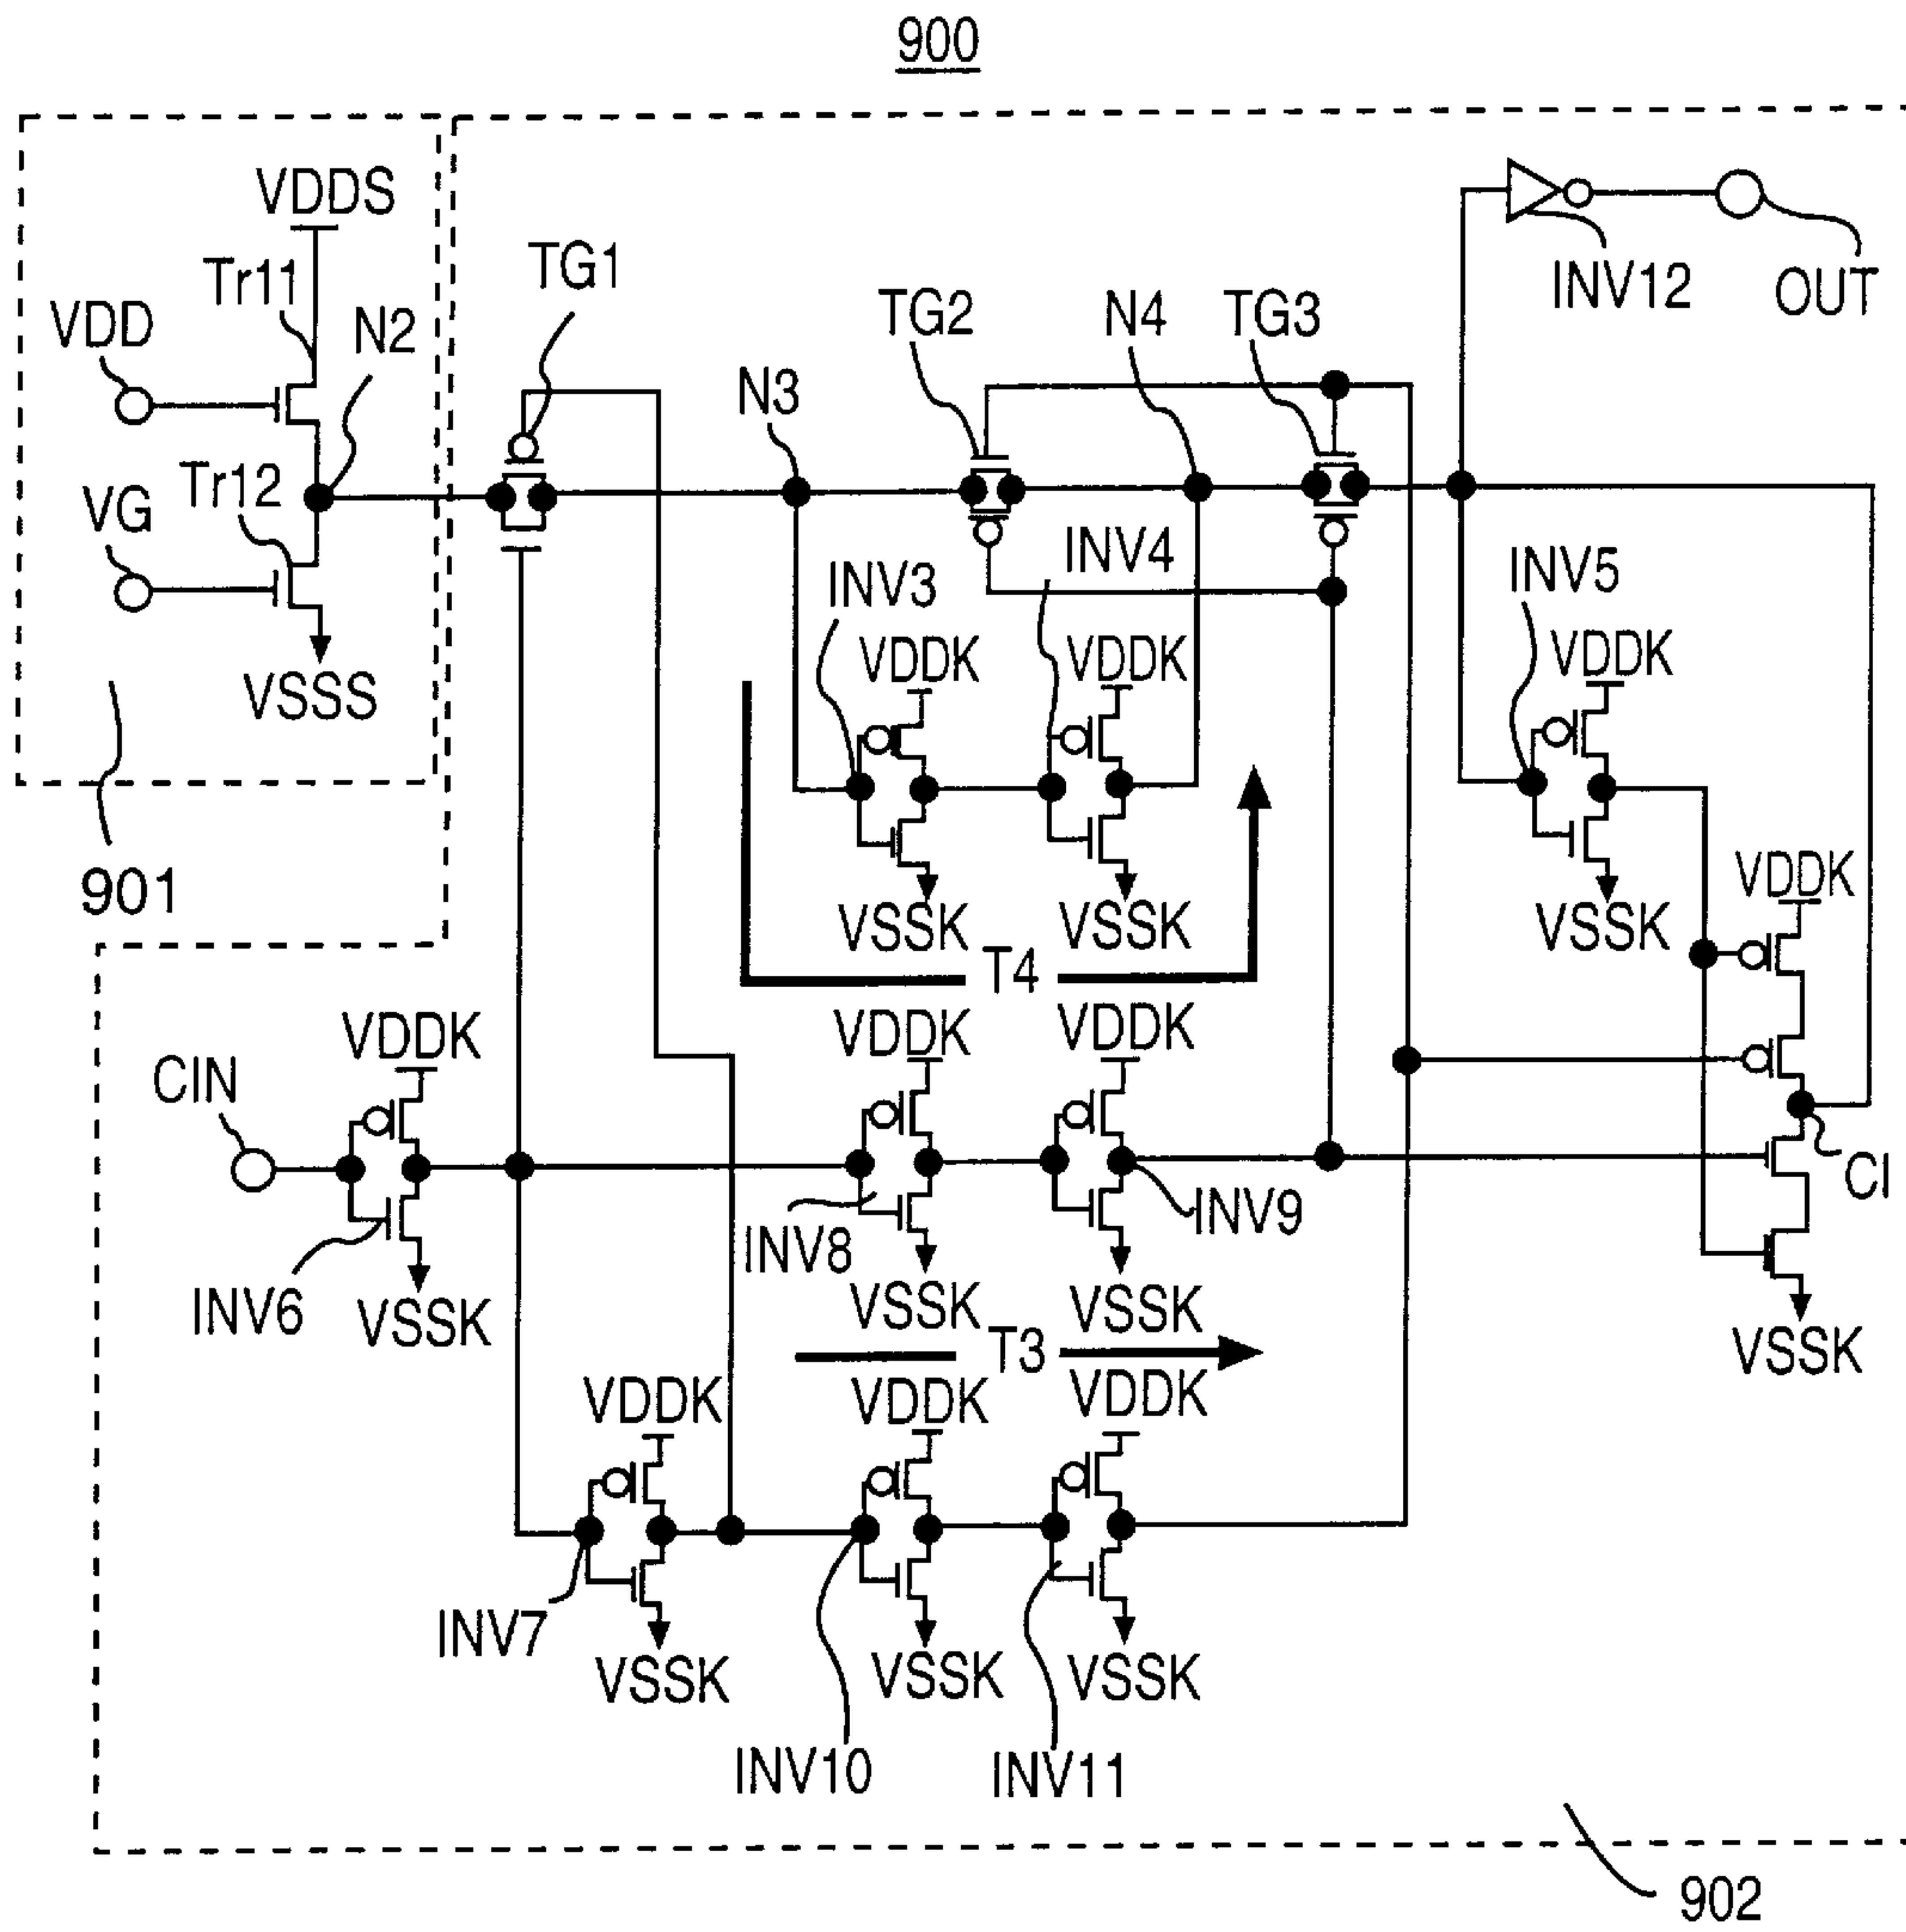 900
VDDS
Tr11
VDD
N2
TG1
TG2
N4
TG3
INV12
OUT
N3
Tr12
VG
INV3
INV4
INV5
VDDK
VDDK
VDDK
VSSS
901
VSSK
VSSK
VSSK
VDDK
T4
CIN
VDDK
VDDK
VDDK
INV8
INV9
CI
INV6
VSSK
VSSK
VSSK
VSSK
T3
VDDK
VDDK
VDDK
INV7
VSSK
VSSK
VSSK
INV10
INV11
902